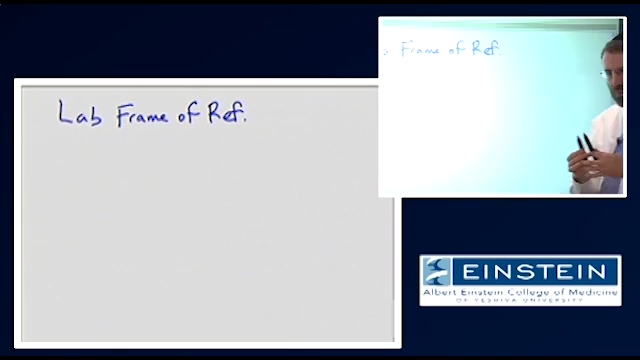 Lab Frame of Ref.
Frame of Ref.
EINSTEIN
Albert Einstein College of Medicine
OF YESHIVA UNIVERSITY